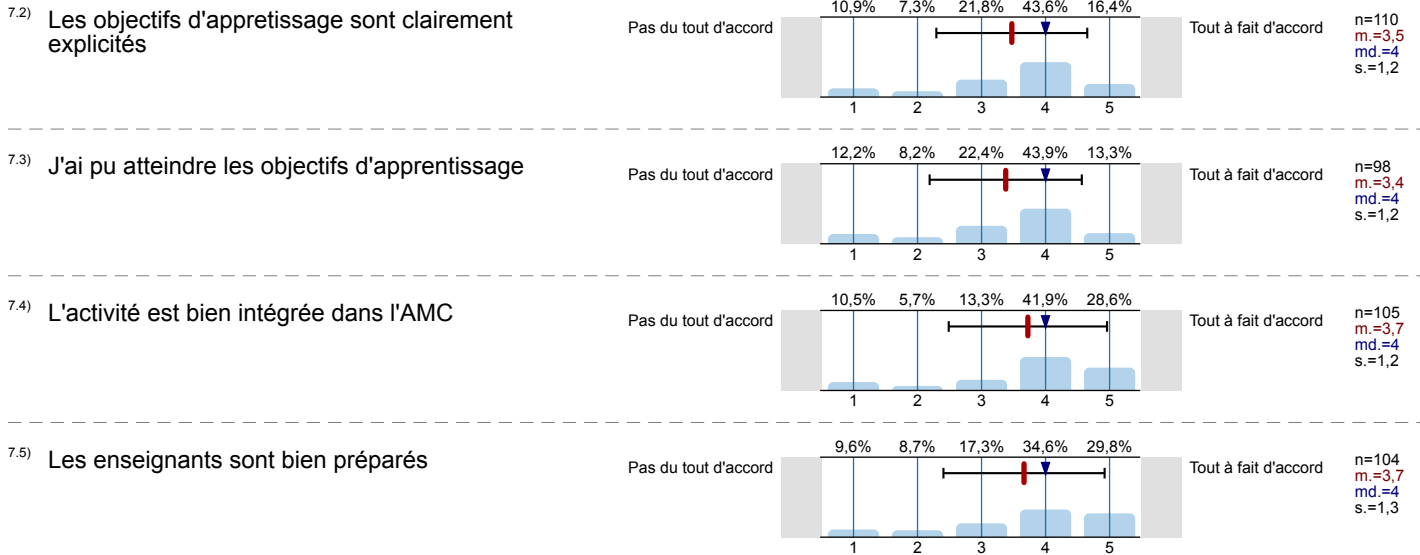 7.2) Les objectifs d'appretissage sont clairement
explicités
Pas du tout d'accord
10,9% 7,3% 21,8% 43,6% 16,4%
1 2 3 4 5
Tout à fait d'accord
n=110
m.=3,5
md.=4
s.=1,2
7.3) J'ai pu atteindre les objectifs d'apprentissage
Pas du tout d'accord
12,2% 8,2% 22,4% 43,9% 13,3%
1 2 3 4 5
Tout à fait d'accord
n=98
m.=3,4
md.=4
s.=1,2
7.4) L'activité est bien intégrée dans l'AMC
Pas du tout d'accord
10,5% 5,7% 13,3% 41,9% 28,6%
1 2 3 4 5
Tout à fait d'accord
n=105
m.=3,7
md.=4
s.=1,2
7.5) Les enseignants sont bien préparés
Pas du tout d'accord
9,6% 8,7% 17,3% 34,6% 29,8%
1 2 3 4 5
Tout à fait d'accord
n=104
m.=3,7
md.=4
s.=1,3